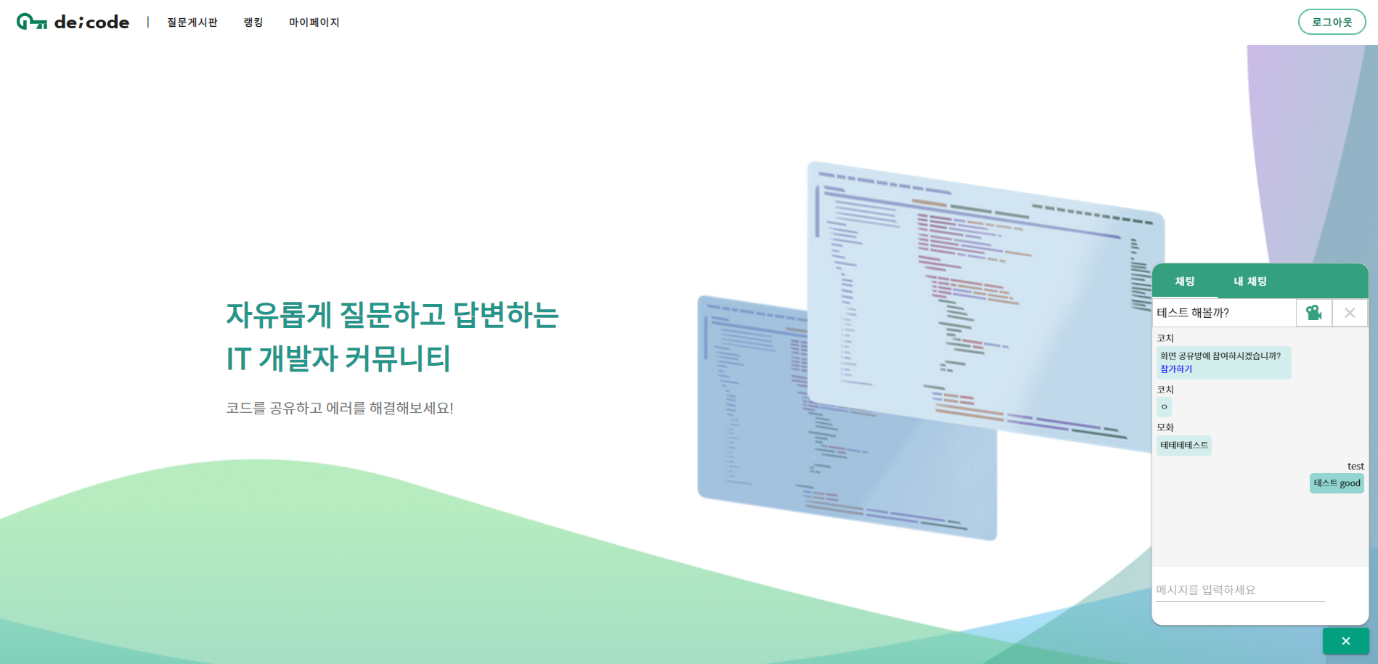 de;code
질문게시판
랭킹
마이페이지
로그아웃
자유롭게 질문하고 답변하는
IT 개발자 커뮤니티
코드를 공유하고 에러를 해결해보세요!
채팅
내 채팅
테스트 해볼까?
코치
화면 공유방에 참여하시겠습니까?
참가하기
코치
ㅇ
모화
테테테테스트
test
테스트 good
메시지를 입력하세요